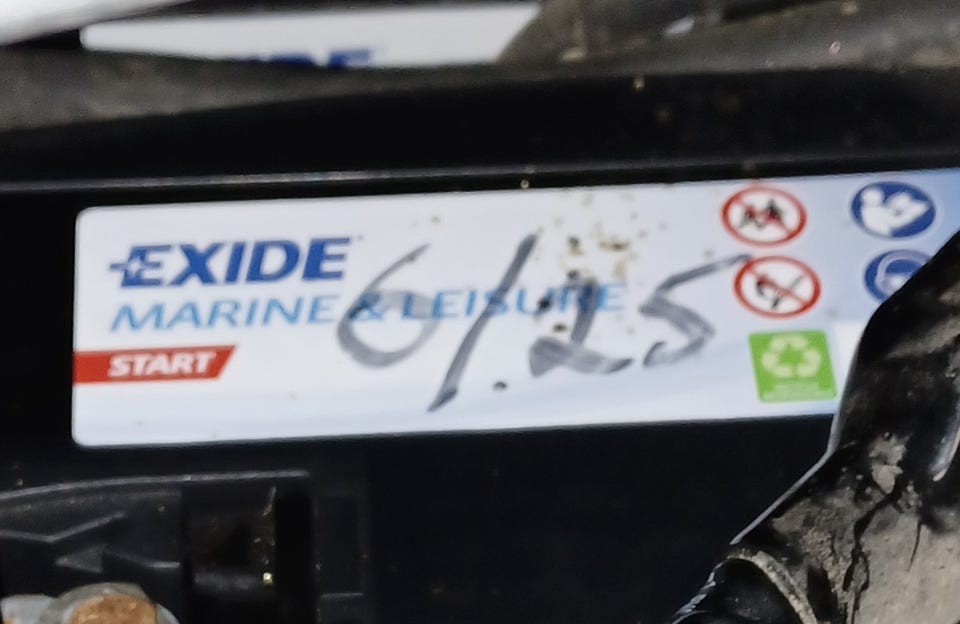 EXIDE
MARINE & LEISURE
6/25
START